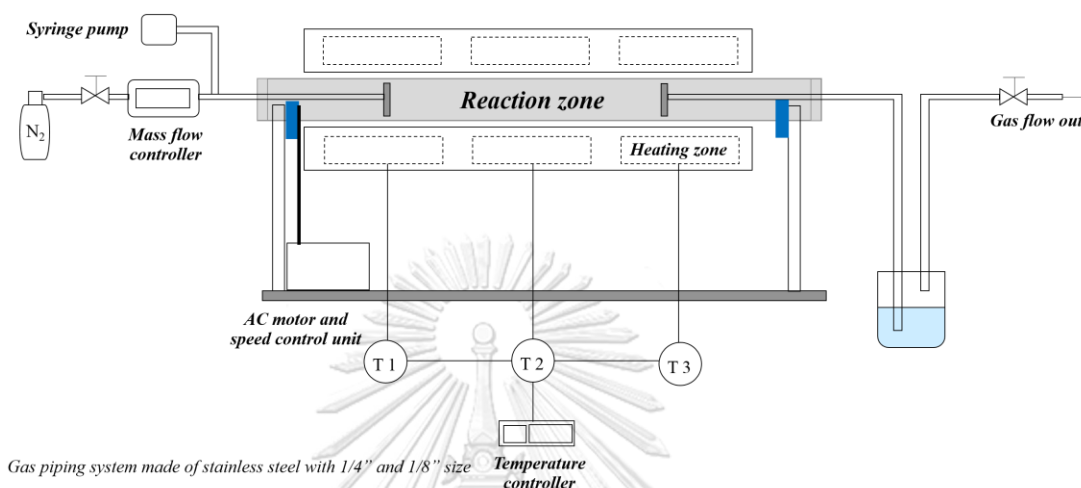 Syringe pump
N2
Mass flow
controller
Reaction zone
Heating zone
Gas flow out
AC motor and
speed control unit
T 1
T 2
T 3
Gas piping system made of stainless steel with 1/4” and 1/8” size
Temperature
controller